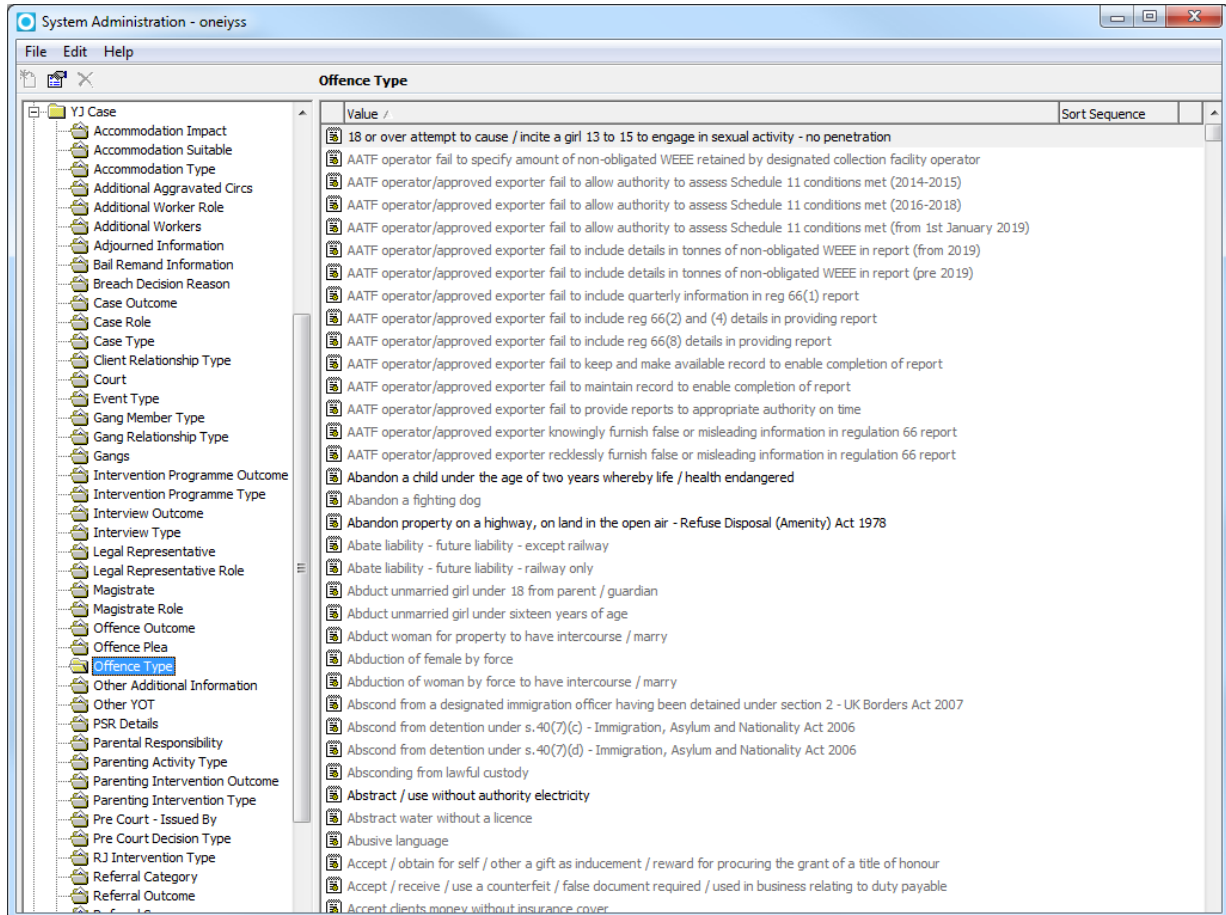 System Administration - oneiyss
File Edit Help
Offence Type
YJ Case
Accommodation Impact
Accommodation Suitable
Accommodation Type
Additional Aggravated Circs
Additional Worker Role
Additional Workers
Adjourned Information
Bail Remand Information
Breach Decision Reason
Case Outcome
Case Role
Case Type
Client Relationship Type
Court
Event Type
Gang Member Type
Gang Relationship Type
Gangs
Intervention Programme Outcome
Intervention Programme Type
Interview Outcome
Interview Type
Legal Representative
Legal Representative Role
Magistrate
Magistrate Role
Offence Outcome
Offence Plea
Offence Type
Other Additional Information
Other YOT
PSR Details
Parental Responsibility
Parenting Activity Type
Parenting Intervention Outcome
Parenting Intervention Type
Pre Court - Issued By
Pre Court Decision Type
RJ Intervention Type
Referral Category
Referral Outcome
Value Sort Sequence
18 or over attempt to cause / incite a girl 13 to 15 to engage in sexual activity - no penetration
AATF operator fail to specify amount of non-obligated WEEE retained by designated collection facility operator
AATF operator/approved exporter fail to allow authority to assess Schedule 11 conditions met (2014-2015)
AATF operator/approved exporter fail to allow authority to assess Schedule 11 conditions met (2016-2018)
AATF operator/approved exporter fail to allow authority to assess Schedule 11 conditions met (from 1st January 2019)
AATF operator/approved exporter fail to include details in tonnes of non-obligated WEEE in report (from 2019)
AATF operator/approved exporter fail to include details in tonnes of non-obligated WEEE in report (pre 2019)
AATF operator/approved exporter fail to include quarterly information in reg 66(1) report
AATF operator/approved exporter fail to include reg 66(2) and (4) details in providing report
AATF operator/approved exporter fail to include reg 66(8) details in providing report
AATF operator/approved exporter fail to keep and make available record to enable completion of report
AATF operator/approved exporter fail to maintain record to enable completion of report
AATF operator/approved exporter fail to provide reports to appropriate authority on time
AATF operator/approved exporter knowingly furnish false or misleading information in regulation 66 report
AATF operator/approved exporter recklessly furnish false or misleading information in regulation 66 report
Abandon a child under the age of two years whereby life / health endangered
Abandon a fighting dog
Abandon property on a highway, on land in the open air - Refuse Disposal (Amenity) Act 1978
Abate liability - future liability - except railway
Abate liability - future liability - railway only
Abduct unmarried girl under 18 from parent / guardian
Abduct unmarried girl under sixteen years of age
Abduct woman for property to have intercourse / marry
Abduction of female by force
Abduction of woman by force to have intercourse / marry
Abscond from a designated immigration officer having been detained under section 2 - UK Borders Act 2007
Abscond from detention under s.40(7)(c) - Immigration, Asylum and Nationality Act 2006
Abscond from detention under s.40(7)(d) - Immigration, Asylum and Nationality Act 2006
Absconding from lawful custody
Abstract / use without authority electricity
Abstract water without a licence
Abusive language
Accept / obtain for self / other a gift as inducement / reward for procuring the grant of a title of honour
Accept / receive / use a counterfeit / false document required / used in business relating to duty payable
Accept clients money without insurance cover